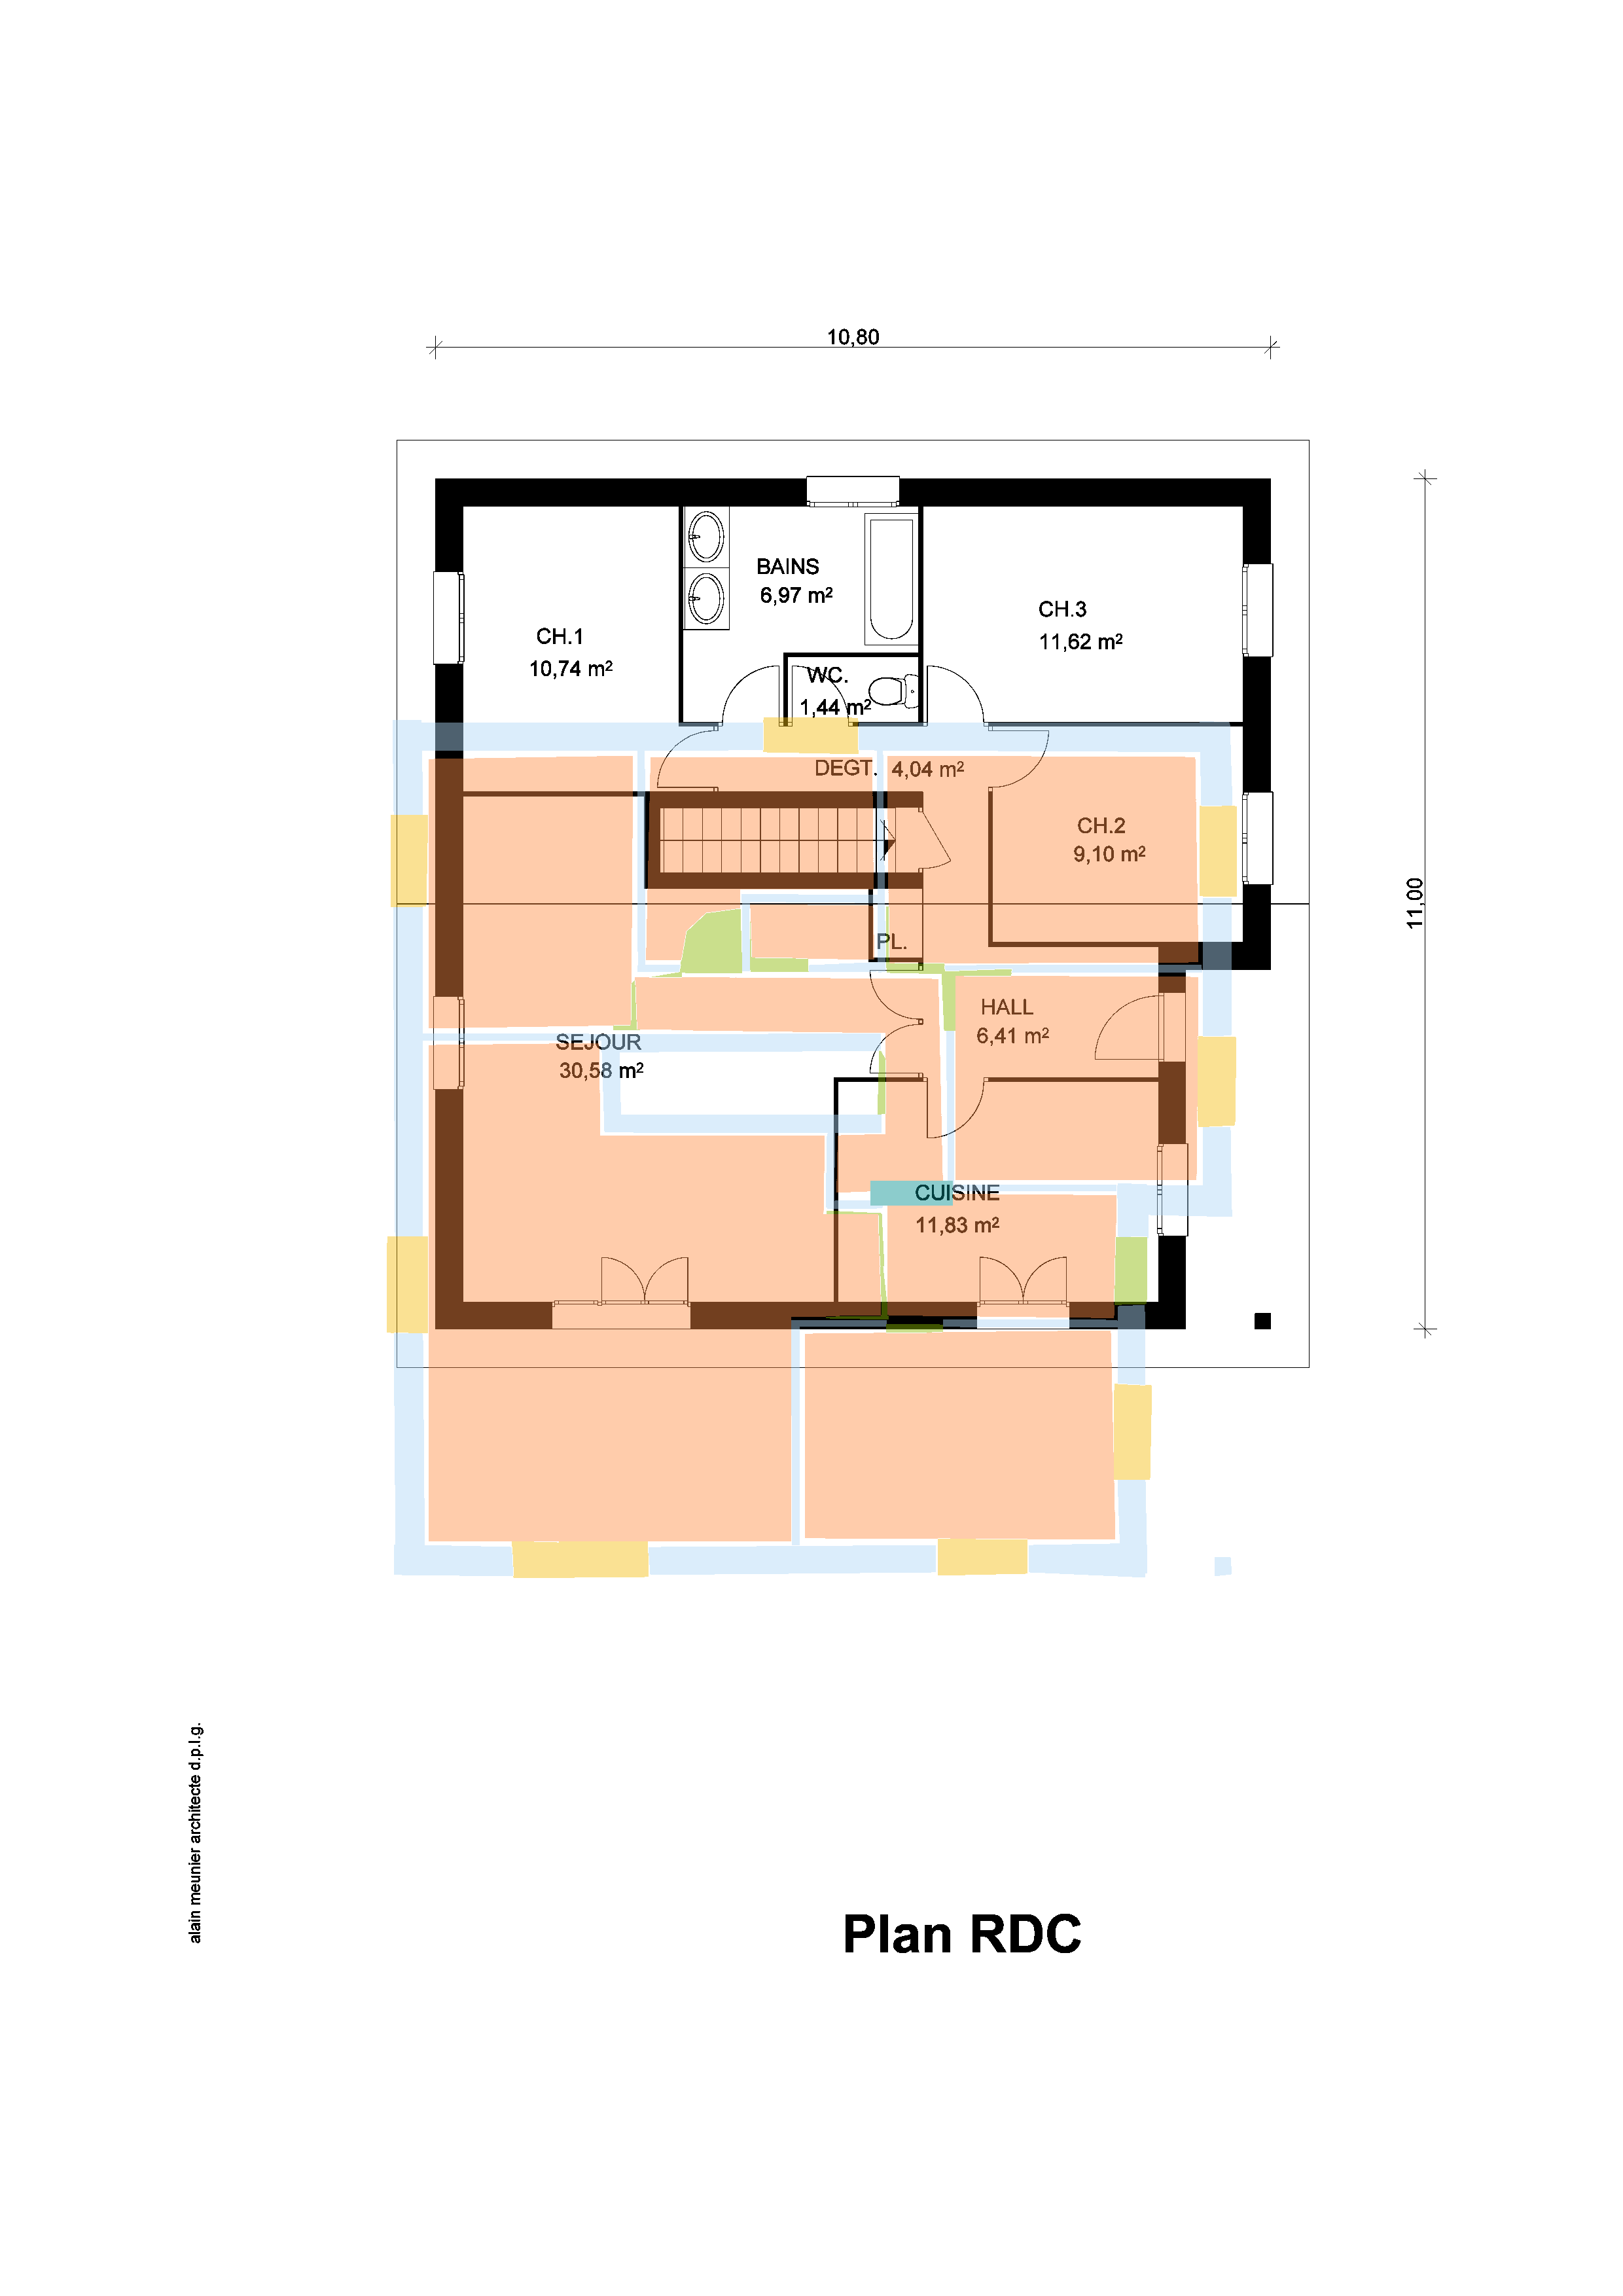 10,80
BAINS
6,97 m²
CH.3
11,62 m²
CH.1
10,74 m²
WC.
1,44 m²
DEGT. 4,04 m²
CH.2
9,10 m²
11,00
PL.
HALL
6,41 m²
SEJOUR
30,58 m²
CUISINE
11,83 m²
alain meunier architecte d.p.l.g.
Plan RDC